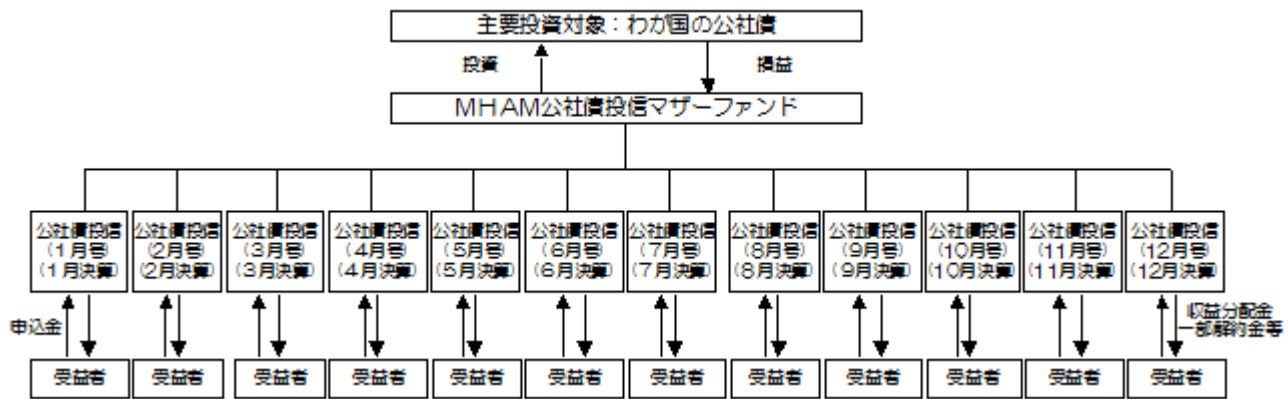 主要投資対象：わが国の公社債
投資
損益
MHAM公社債投信マザーファンド
公社債投信
(1月号)
(1月決算)
公社債投信
(2月号)
(2月決算)
公社債投信
(3月号)
(3月決算)
公社債投信
(4月号)
(4月決算)
公社債投信
(5月号)
(5月決算)
公社債投信
(6月号)
(6月決算)
公社債投信
(7月号)
(7月決算)
公社債投信
(8月号)
(8月決算)
公社債投信
(9月号)
(9月決算)
公社債投信
(10月号)
(10月決算)
公社債投信
(11月号)
(11月決算)
公社債投信
(12月号)
(12月決算)
申込金
収益分配金
一部解約金等
受益者
受益者
受益者
受益者
受益者
受益者
受益者
受益者
受益者
受益者
受益者
受益者